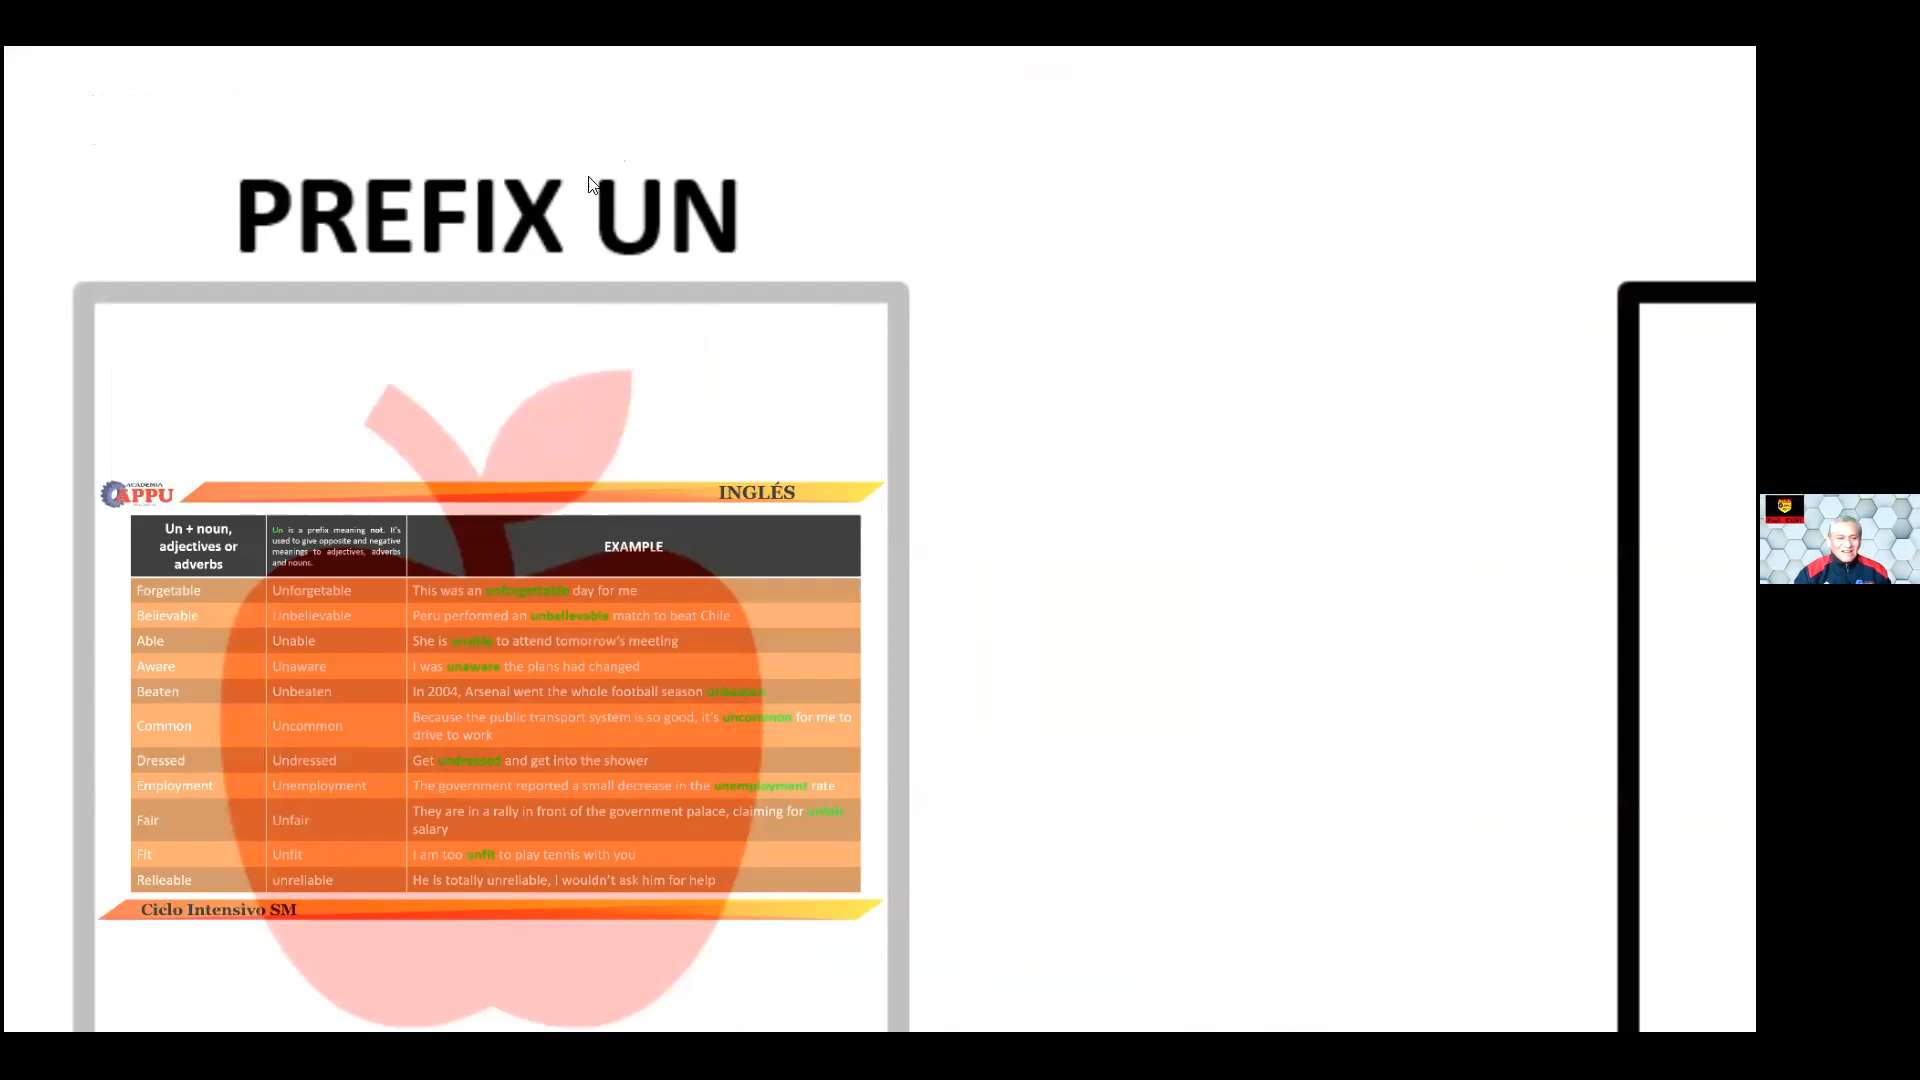 PREFIX UN
ACADEMIA
APPU
INGLÉS
Un + noun,
adjectives or
adverbs
Un is a prefix meaning not. It's
used to give opposite and negative
meanings to adjectives, adverbs
and nouns.
EXAMPLE
Forgetable
Unforgetable
This was an unforgettable day for me
Believable
Unbelievable
Peru performed an unbelievable match to beat Chile
Able
Unable
She is unable to attend tomorrow's meeting
Aware
Unaware
I was unaware the plans had changed
Beaten
Unbeaten
In 2004, Arsenal went the whole football season unbeaten
Common
Uncommon
Because the public transport system is so good, it's uncommon for me to
drive to work
Dressed
Undressed
Get undressed and get into the shower
Employment
Unemployment
The government reported a small decrease in the unemployment rate
Fair
Unfair
They are in a rally in front of the government palace, claiming for unfair
salary
Fit
Unfit
I am too unfit to play tennis with you
Relieable
unreliable
He is totally unreliable, I wouldn't ask him for help
Ciclo Intensivo SM